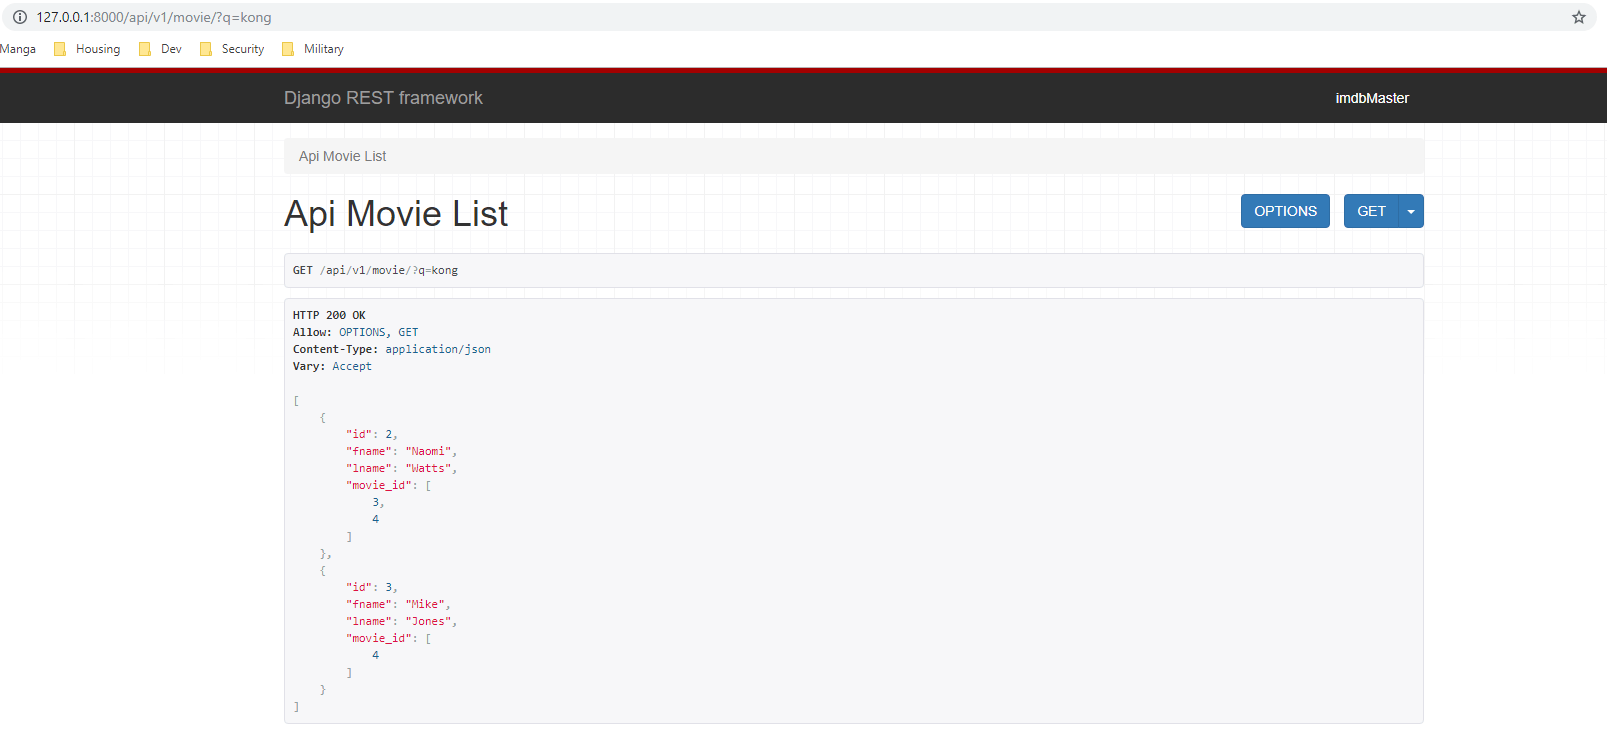 127.0.0.1:8000/api/v1/movie/?q=kong
Manga Housing Dev Security Military
Django REST framework imdbMaster
Api Movie List
Api Movie List OPTIONS GET
GET /api/v1/movie/?q=kong
HTTP 200 OK
Allow: OPTIONS, GET
Content-Type: application/json
Vary: Accept
[
    {
        "id": 2,
        "fname": "Naomi",
        "lname": "Watts",
        "movie_id": [
            3,
            4
        ]
    },
    {
        "id": 3,
        "fname": "Mike",
        "lname": "Jones",
        "movie_id": [
            4
        ]
    }
]